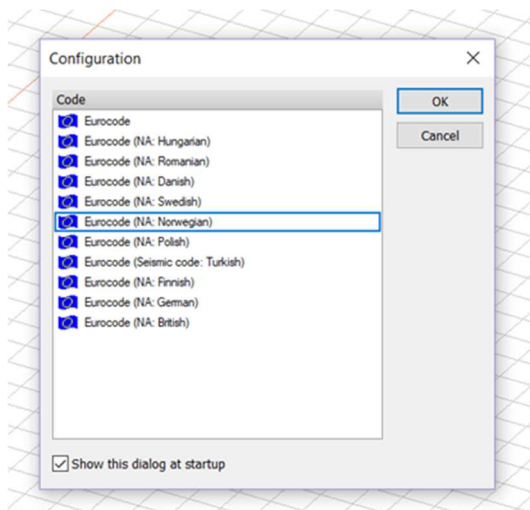 Configuration
Code
OK
Eurocode
Eurocode (NA: Hungarian)
Cancel
Eurocode (NA: Romanian)
Eurocode (NA: Danish)
Eurocode (NA: Swedish)
Eurocode (NA: Norwegian)
Eurocode (NA: Polish)
Eurocode (Seismic code: Turkish)
Eurocode (NA: Finnish)
Eurocode (NA: German)
Eurocode (NA: British)
Show this dialog at startup